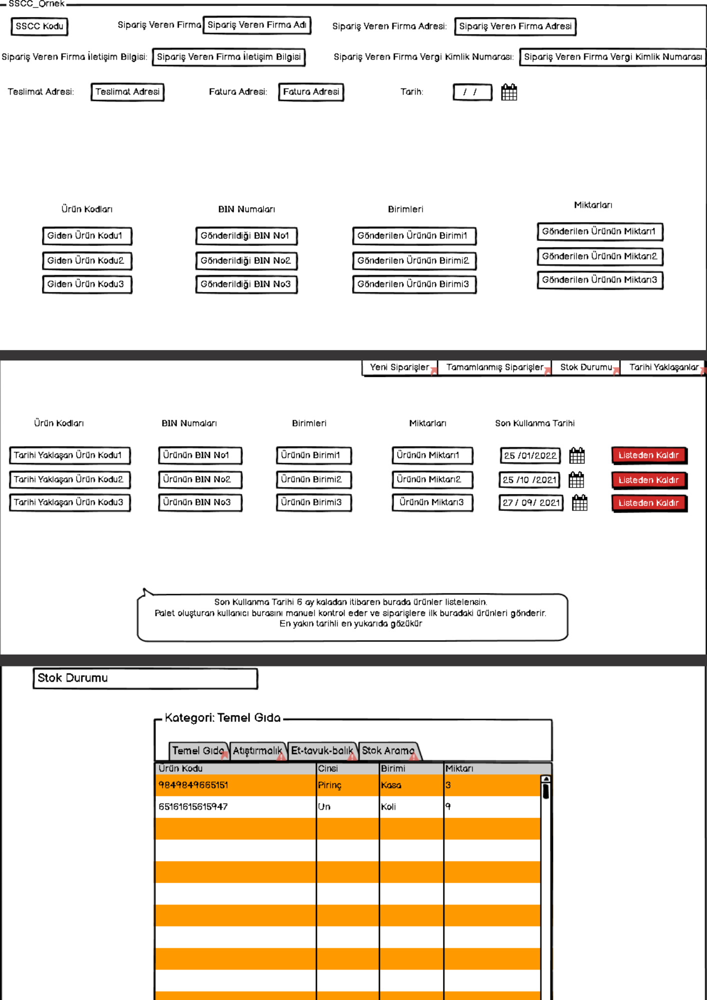 SSCC_Örnek
SSCC Kodu
Sipariş Veren Firma
Sipariş Veren Firma Adı
Sipariş Veren Firma Adresi:
Sipariş Veren Firma Adresi
Sipariş Veren Firma İletişim Bilgisi:
Sipariş Veren Firma İletişim Bilgisi
Sipariş Veren Firma Vergi Kimlik Numarası:
Sipariş Veren Firma Vergi Kimlik Numarası
Teslimat Adresi:
Teslimat Adresi
Fatura Adresi:
Fatura Adresi
Tarih:
/ /
Ürün Kodları
BIN Numaları
Birimleri
Miktarları
Giden Ürün Kodu1
Gönderildiği BIN No1
Gönderilen Ürünün Birimi1
Gönderilen Ürünün Miktarı1
Giden Ürün Kodu2
Gönderildiği BIN No2
Gönderilen Ürünün Birimi2
Gönderilen Ürünün Miktarı2
Giden Ürün Kodu3
Gönderildiği BIN No3
Gönderilen Ürünün Birimi3
Gönderilen Ürünün Miktarı3
Yeni Siparişler
Tamamlanmış Siparişler
Stok Durumu
Tarihi Yaklaşanlar
Ürün Kodları
BIN Numaları
Birimleri
Miktarları
Son Kullanma Tarihi
Tarihi Yaklaşan Ürün Kodu1
Ürünün BIN No1
Ürünün Birimi1
Ürünün Miktarı1
25 /01/2022
Listeden Kaldır
Tarihi Yaklaşan Ürün Kodu2
Ürünün BIN No2
Ürünün Birimi2
Ürünün Miktarı2
25 /10 /2021
Listeden Kaldır
Tarihi Yaklaşan Ürün Kodu3
Ürünün BIN No3
Ürünün Birimi3
Ürünün Miktarı3
27 / 09/ 2021
Listeden Kaldır
Son Kullanma Tarihi 6 ay kaladan itibaren burada ürünler listelensin.
Palet oluşturan kullanıcı burasını manuel kontrol eder ve siparişlere ilk buradaki ürünleri gönderir.
En yakın tarihli en yukarıda gözükür
Stok Durumu
Kategori: Temel Gıda
Temel Gıda
Atıştırmalık
Et-tavuk-balık
Stok Arama
Ürün Kodu
Cinsi
Birimi
Miktarı
9849849665151
Pirinç
Kasa
3
65161615615947
Un
Koli
9